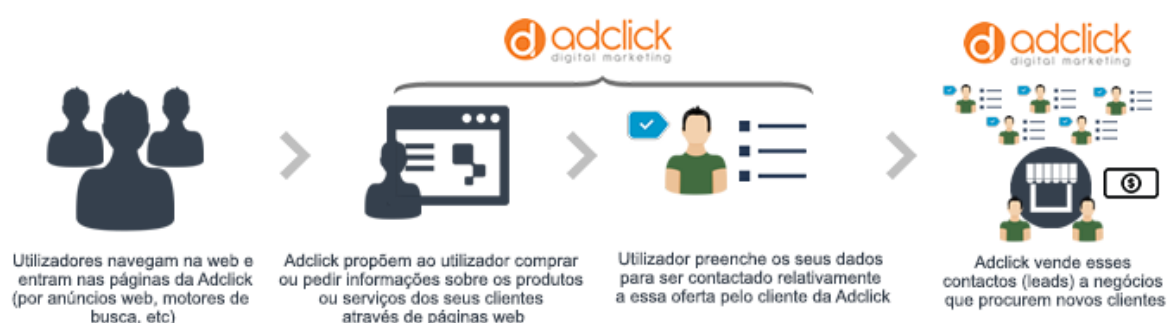 adclick
digital marketing
adclick
digital marketing
Utilizadores navegam na web e
entram nas páginas da Adclick
(por anúncios web, motores de
busca, etc)
Adclick propõem ao utilizador comprar
ou pedir informações sobre os produtos
ou serviços dos seus clientes
através de páginas web
Utilizador preenche os seus dados
para ser contactado relativamente
a essa oferta pelo cliente da Adclick
Adclick vende esses
contactos (leads) a negócios
que procurem novos clientes